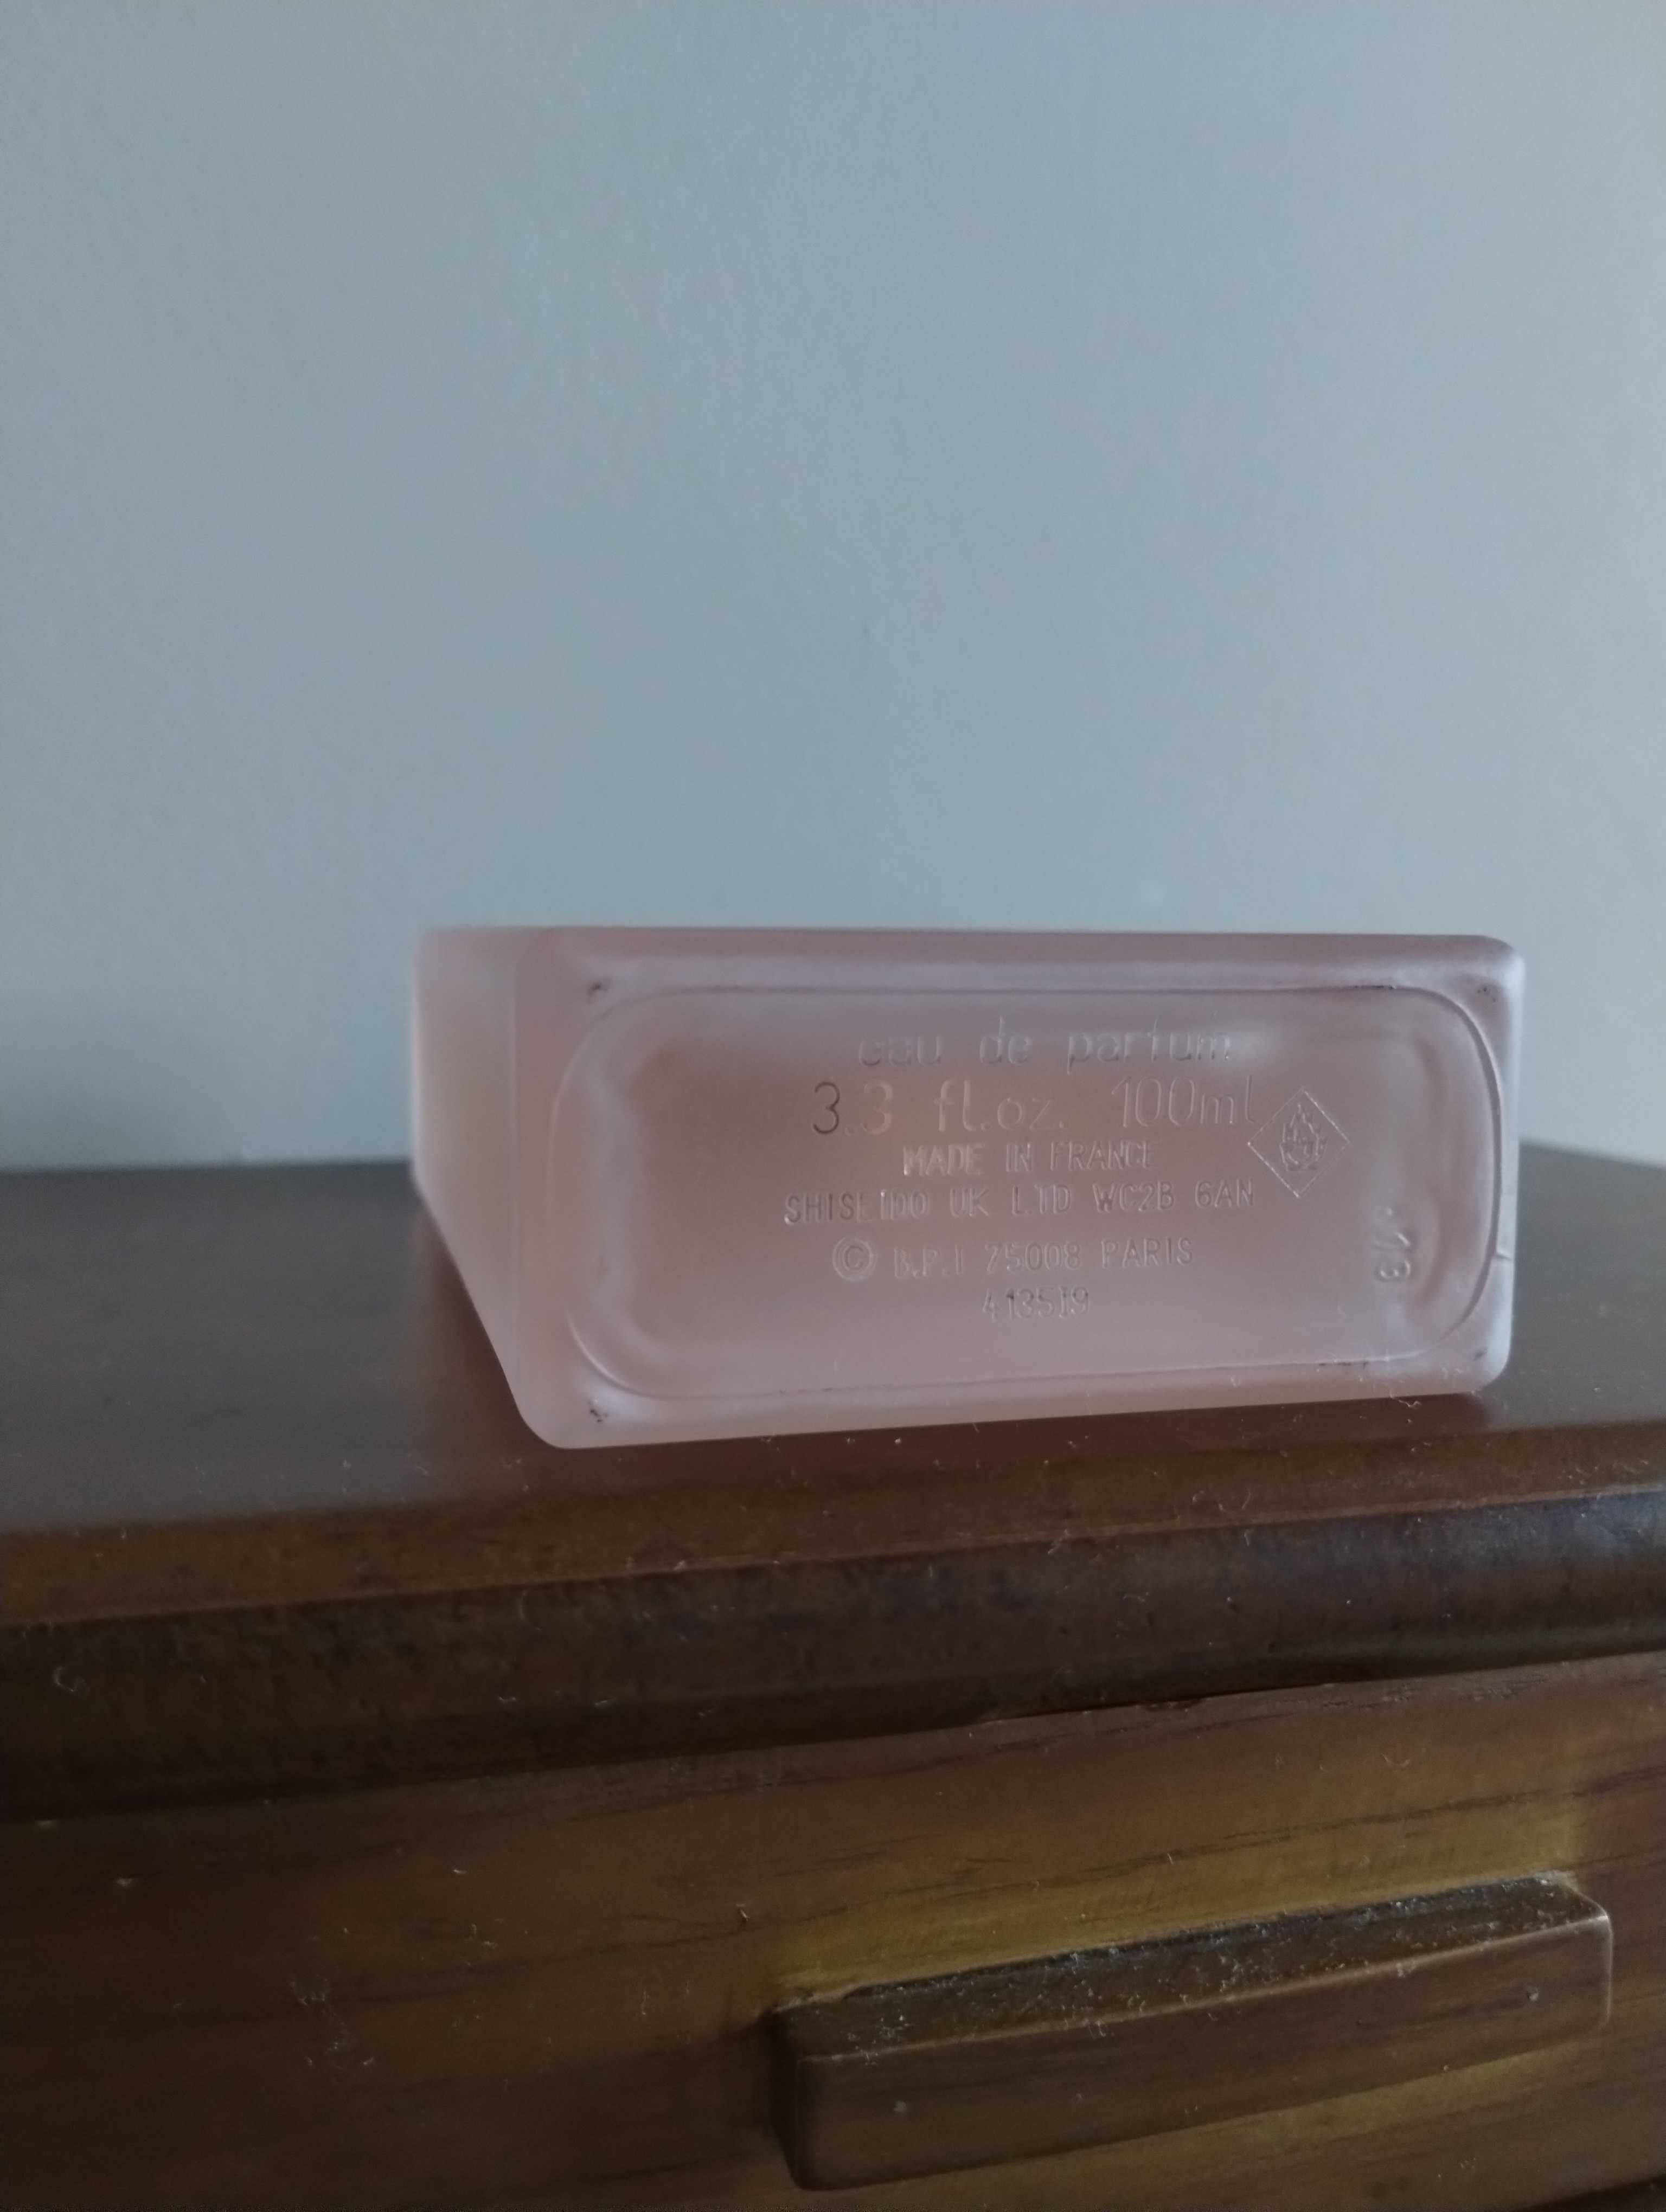 eau de parfum
3.3 fl.oz. 100ml
MADE IN FRANCE
SHISEIDO UK LTD WC2B 6AN
© B.P.I 75008 PARIS
413519